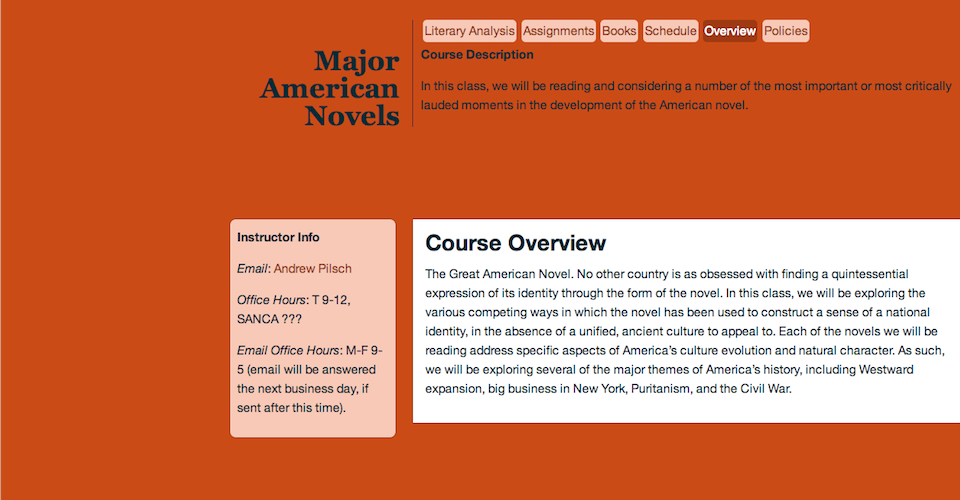 Literary Analysis Assignments Books Schedule Overview Policies
Major
American
Novels
Course Description
In this class, we will be reading and considering a number of the most important or most critically
lauded moments in the development of the American novel.
Instructor Info
Email: Andrew Pilsch
Office Hours: T 9-12,
SANCA ???
Email Office Hours: M-F 9-
5 (email will be answered
the next business day, if
sent after this time).
Course Overview
The Great American Novel. No other country is as obsessed with finding a quintessential
expression of its identity through the form of the novel. In this class, we will be exploring the
various competing ways in which the novel has been used to construct a sense of a national
identity, in the absence of a unified, ancient culture to appeal to. Each of the novels we will be
reading address specific aspects of America's culture evolution and natural character. As such,
we will be exploring several of the major themes of America's history, including Westward
expansion, big business in New York, Puritanism, and the Civil War.